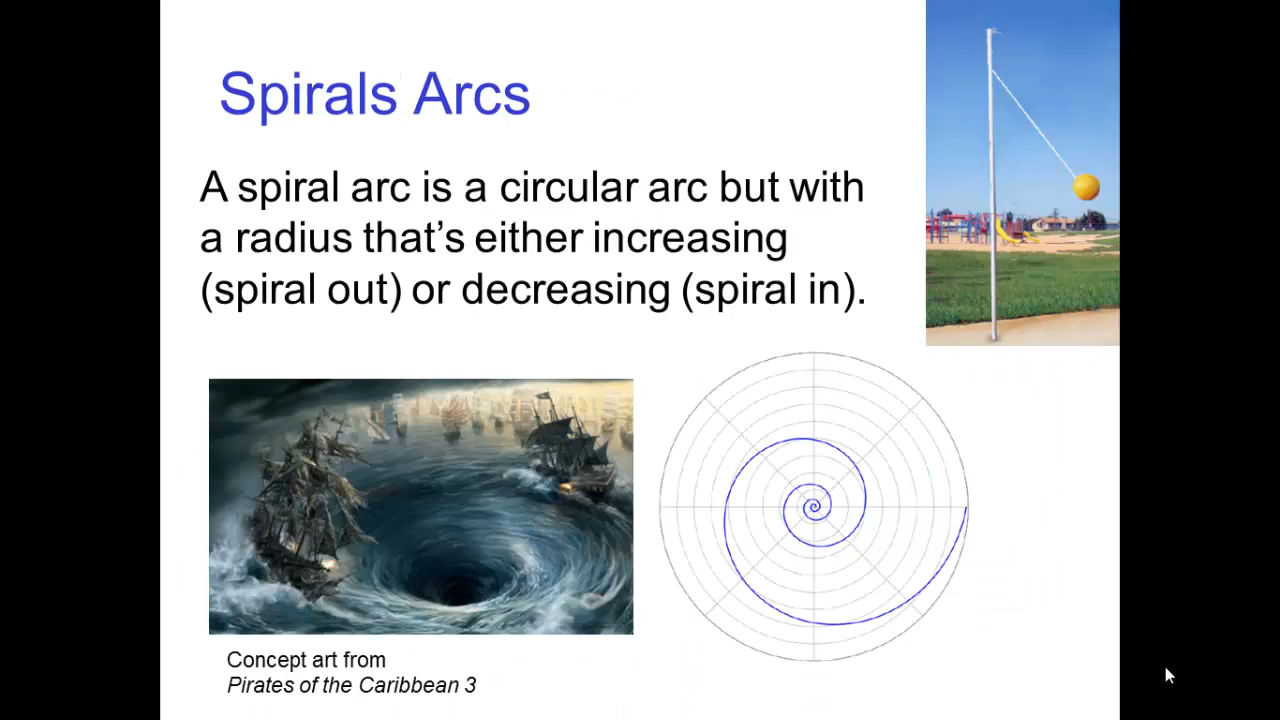 Spirals Arcs
A spiral arc is a circular arc but with
a radius that’s either increasing
(spiral out) or decreasing (spiral in).
Concept art from
Pirates of the Caribbean 3